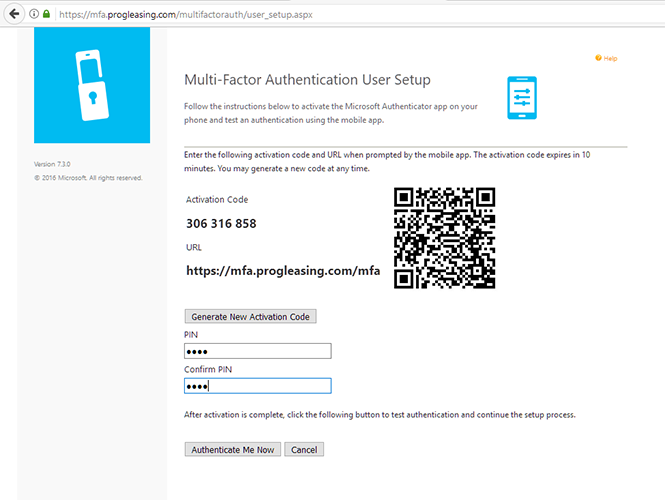 https://mfa.progleasing.com/multifactorauth/user_setup.aspx
Help
Multi-Factor Authentication User Setup
Follow the instructions below to activate the Microsoft Authenticator app on your
phone and test an authentication using the mobile app.
Version 7.3.0
© 2016 Microsoft. All rights reserved.
Enter the following activation code and URL when prompted by the mobile app. The activation code expires in 10
minutes. You may generate a new code at any time.
Activation Code
306 316 858
URL
https://mfa.progleasing.com/mfa
Generate New Activation Code
PIN
●●●●
Confirm PIN
●●●●
After activation is complete, click the following button to test authentication and continue the setup process.
Authenticate Me Now Cancel